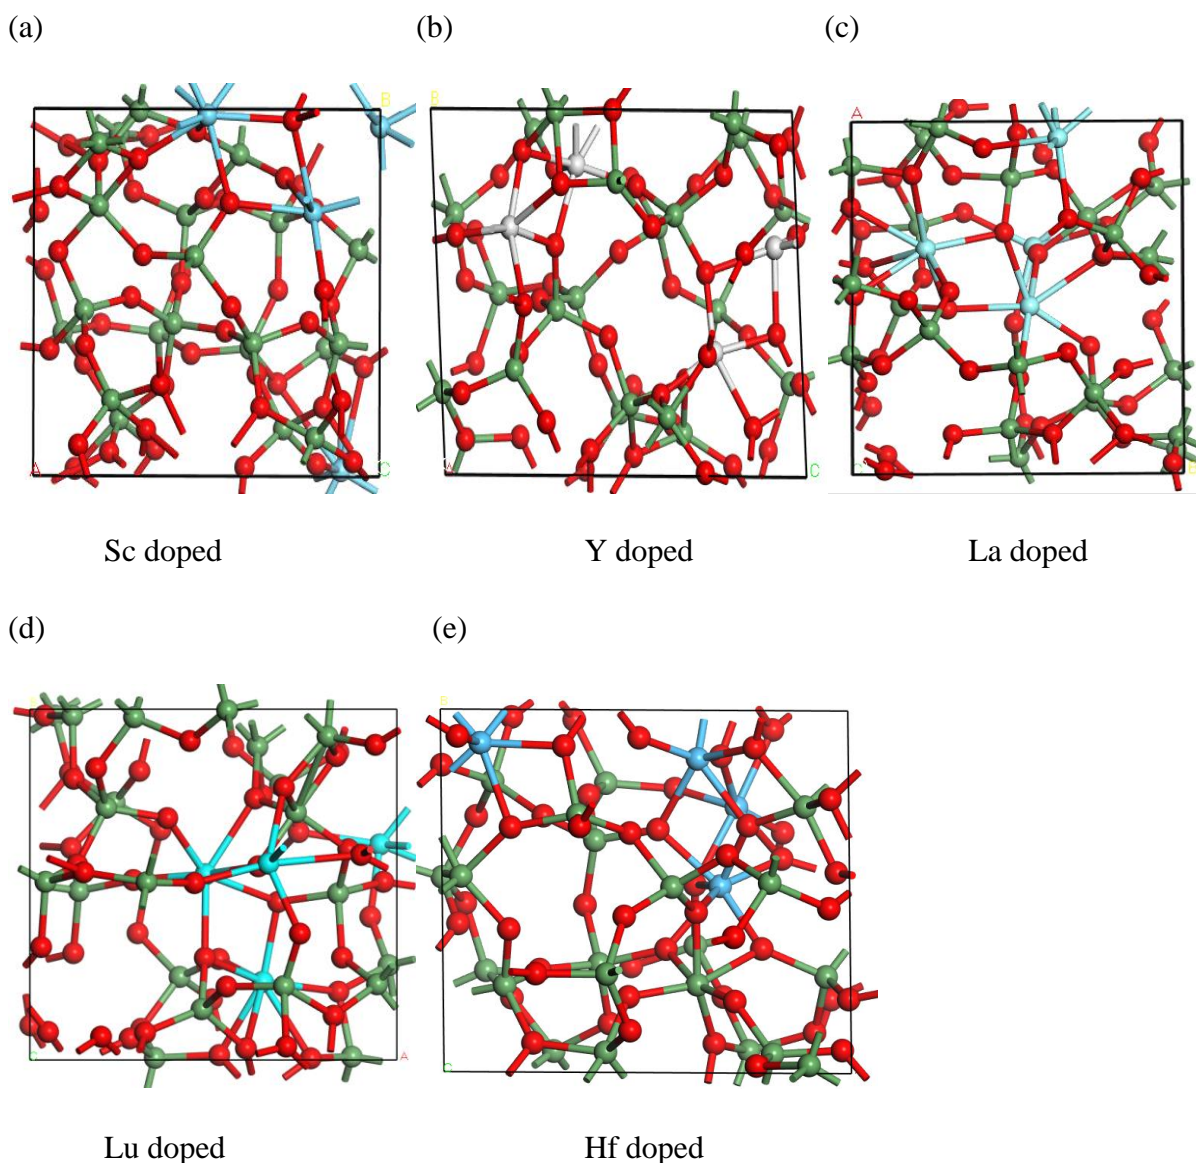 (a) (b) (c)
B B A
A C A C C B
Sc doped Y doped La doped
(d) (e)
B
C A C
Lu doped Hf doped